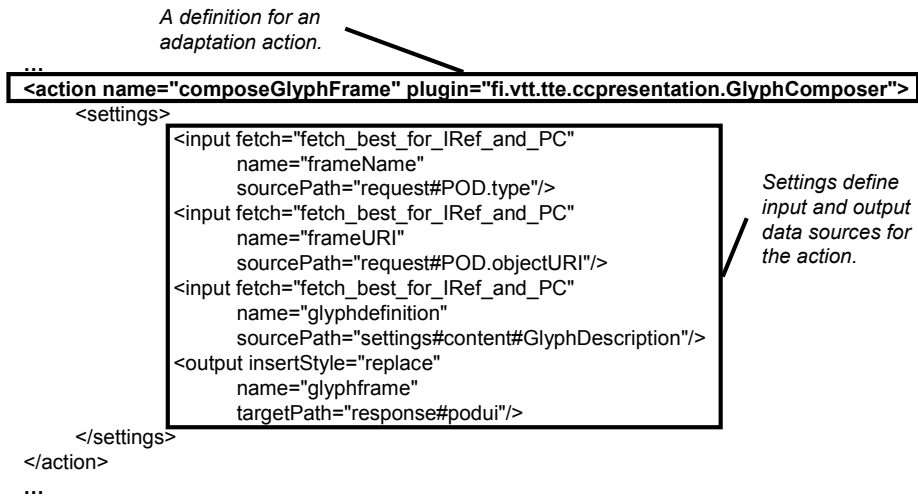 A definition for an
adaptation action.
...
<action name="composeGlyphFrame" plugin="fi.vtt.tte.ccpresentation.GlyphComposer">
<settings>
<input fetch="fetch_best_for_IRef_and_PC"
name="frameName"
sourcePath="request#POD.type"/>
<input fetch="fetch_best_for_IRef_and_PC"
name="frameURI"
sourcePath="request#POD.objectURI"/>
<input fetch="fetch_best_for_IRef_and_PC"
name="glyphdefinition"
sourcePath="settings#content#GlyphDescription"/>
<output insertStyle="replace"
name="glyphframe"
targetPath="response#podui"/>
</settings>
</action>
...
Settings define
input and output
data sources for
the action.